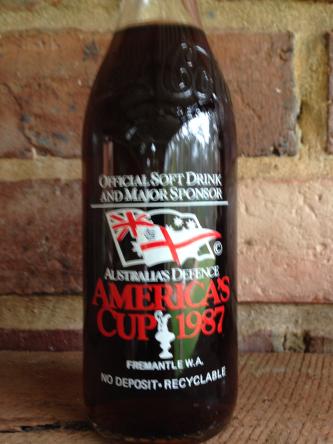 OFFICIAL SOFT DRINK
AND MAJOR SPONSOR
©
AUSTRALIA'S DEFENCE
AMERICA'S
CUP 1987
FREMANTLE W.A.
NO DEPOSIT • RECYCLABLE